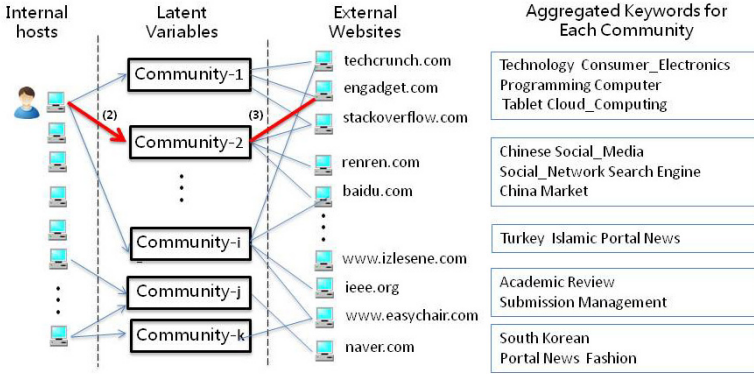 Internal
hosts
Latent
Variables
External
Websites
Aggregated Keywords for
Each Community
(2)
(3)
Community-1
Community-2
Community-i
Community-j
Community-k
techcrunch.com
engadget.com
stackoverflow.com
renren.com
baidu.com
www.izlesene.com
ieee.org
www.easychair.com
naver.com
Technology Consumer_Electronics
Programming Computer
Tablet Cloud_Computing
Chinese Social_Media
Social_Network Search Engine
China Market
Turkey Islamic Portal News
Academic Review
Submission Management
South Korean
Portal News Fashion